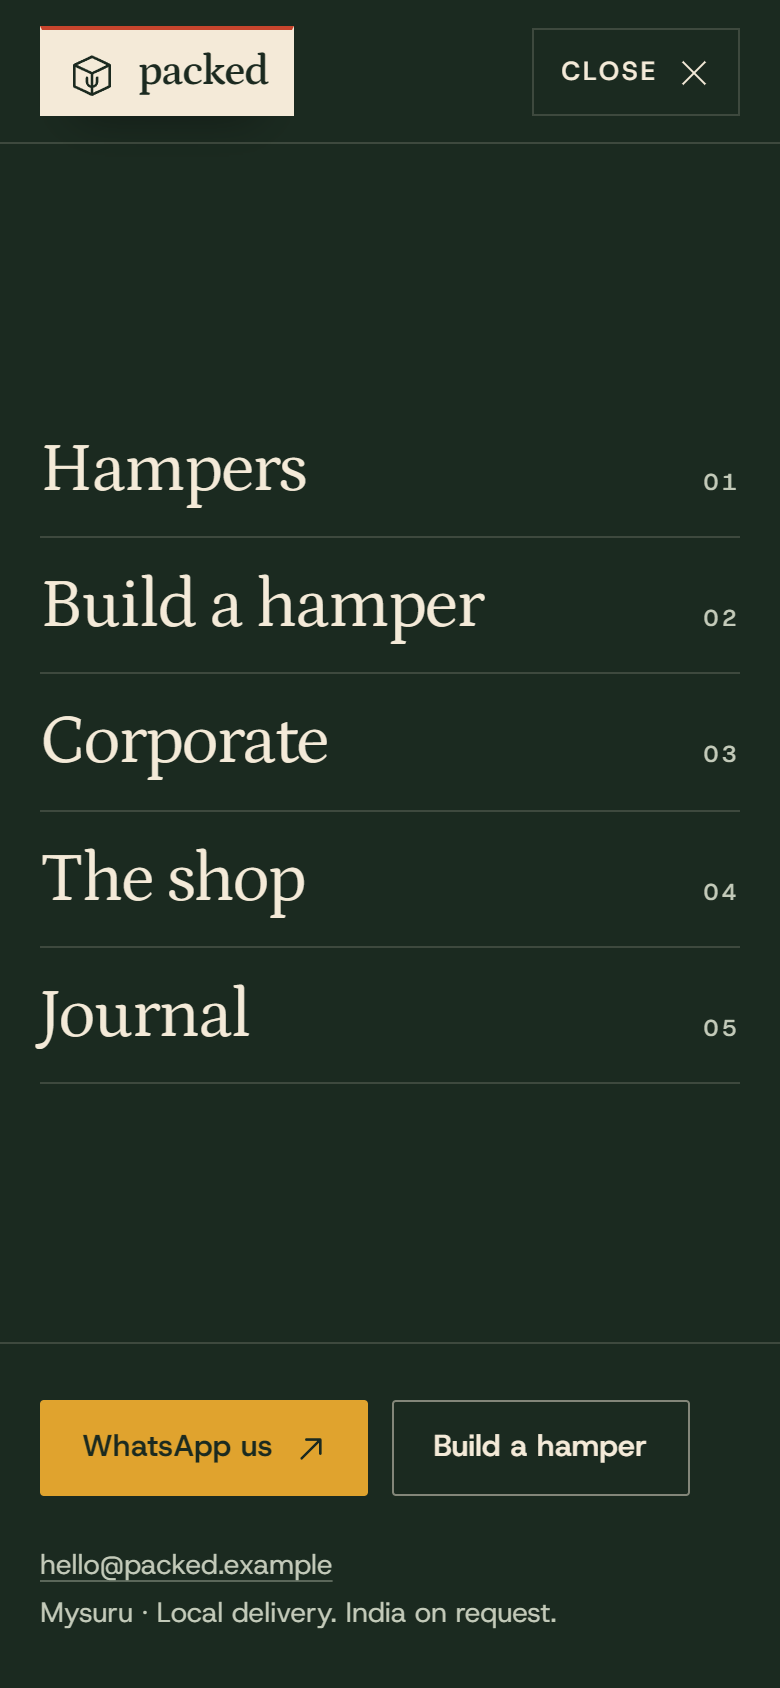 packed
CLOSE
Hampers 01
Build a hamper 02
Corporate 03
The shop 04
Journal 05
WhatsApp us
Build a hamper
hello@packed.example
Mysuru · Local delivery. India on request.